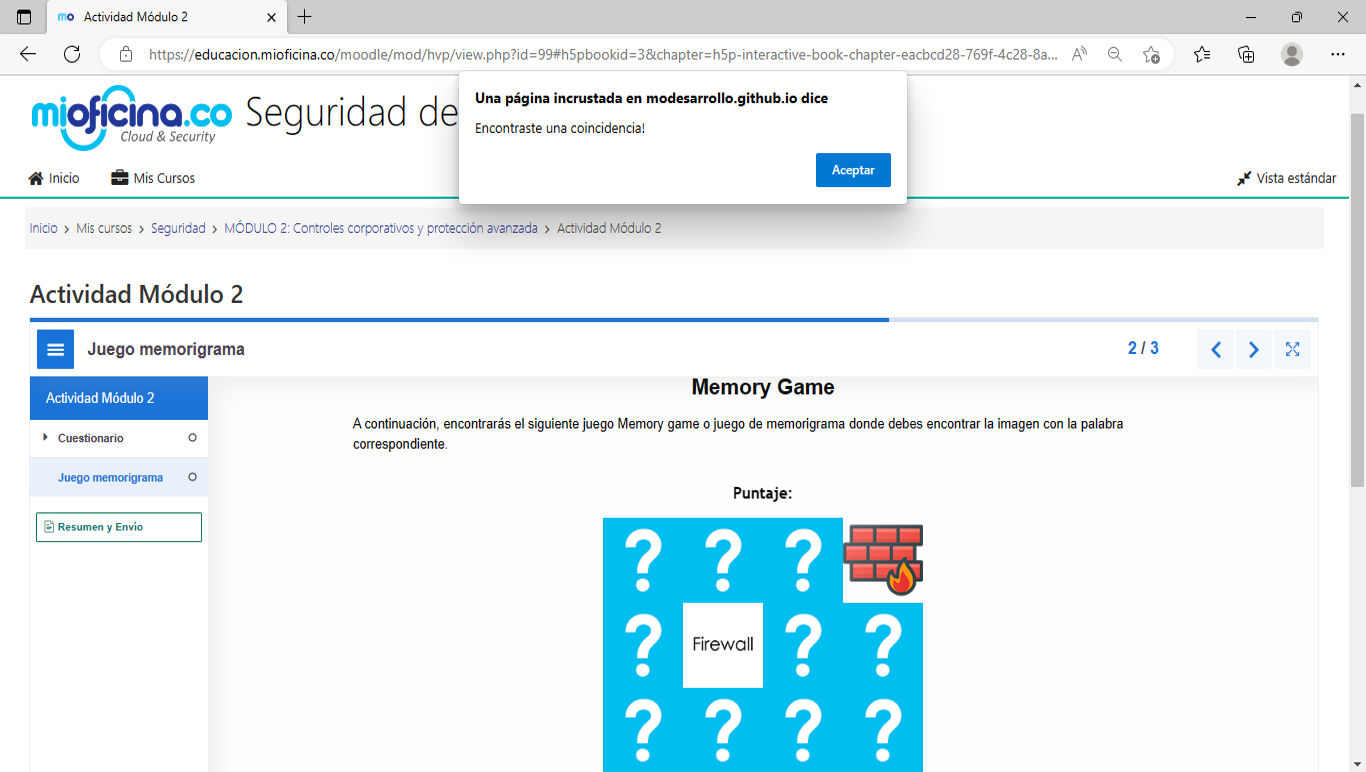 Actividad Módulo 2
https://educacion.mioficina.co/moodle/mod/hvp/view.php?id=99#h5pbookid=3&chapter=h5p-interactive-book-chapter-eacbcd28-769f-4c28-8a...
Una página incrustada en modesarrollo.github.io dice
Encontraste una coincidencia!
Aceptar
mioficina.co Seguridad de
Cloud & Security
Inicio Mis Cursos Vista estándar
Inicio > Mis cursos > Seguridad > MÓDULO 2: Controles corporativos y protección avanzada > Actividad Módulo 2
Actividad Módulo 2
Juego memorigrama 2 / 3
Actividad Módulo 2
Cuestionario
Juego memorigrama
Resumen y Envio
Memory Game
A continuación, encontrarás el siguiente juego Memory game o juego de memorigrama donde debes encontrar la imagen con la palabra
correspondiente.
Puntaje:
? ? ?
? Firewall ? ?
? ? ? ?